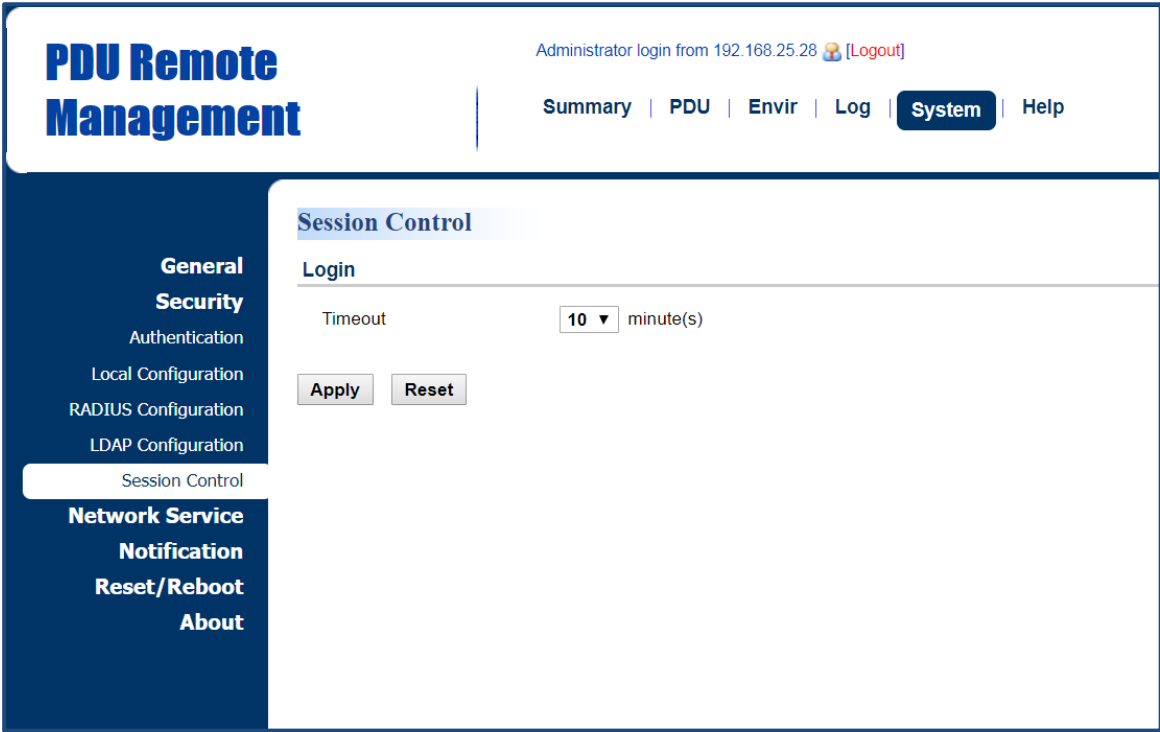 PDU Remote
Management
Administrator login from 192.168.25.28 [Logout]
Summary | PDU | Envir | Log | System | Help
General
Security
Authentication
Local Configuration
RADIUS Configuration
LDAP Configuration
Session Control
Network Service
Notification
Reset/Reboot
About
Session Control
Login
Timeout 10 ▼ minute(s)
Apply Reset